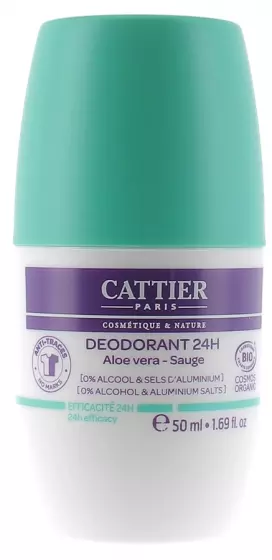 CATTIER
PARIS
COSMÉTIQUE & NATURE
DEODORANT 24H
Aloe vera - Sauge
[0% ALCOOL & SELS D'ALUMINIUM]
[0% ALCOHOL & ALUMINIUM SALTS]
ANTI-TRACES
NO MARKS
BIO
COSMOS
ORGANIC
EFFICACITÉ 24H
24h efficacy
50 ml • 1.69 fl. oz